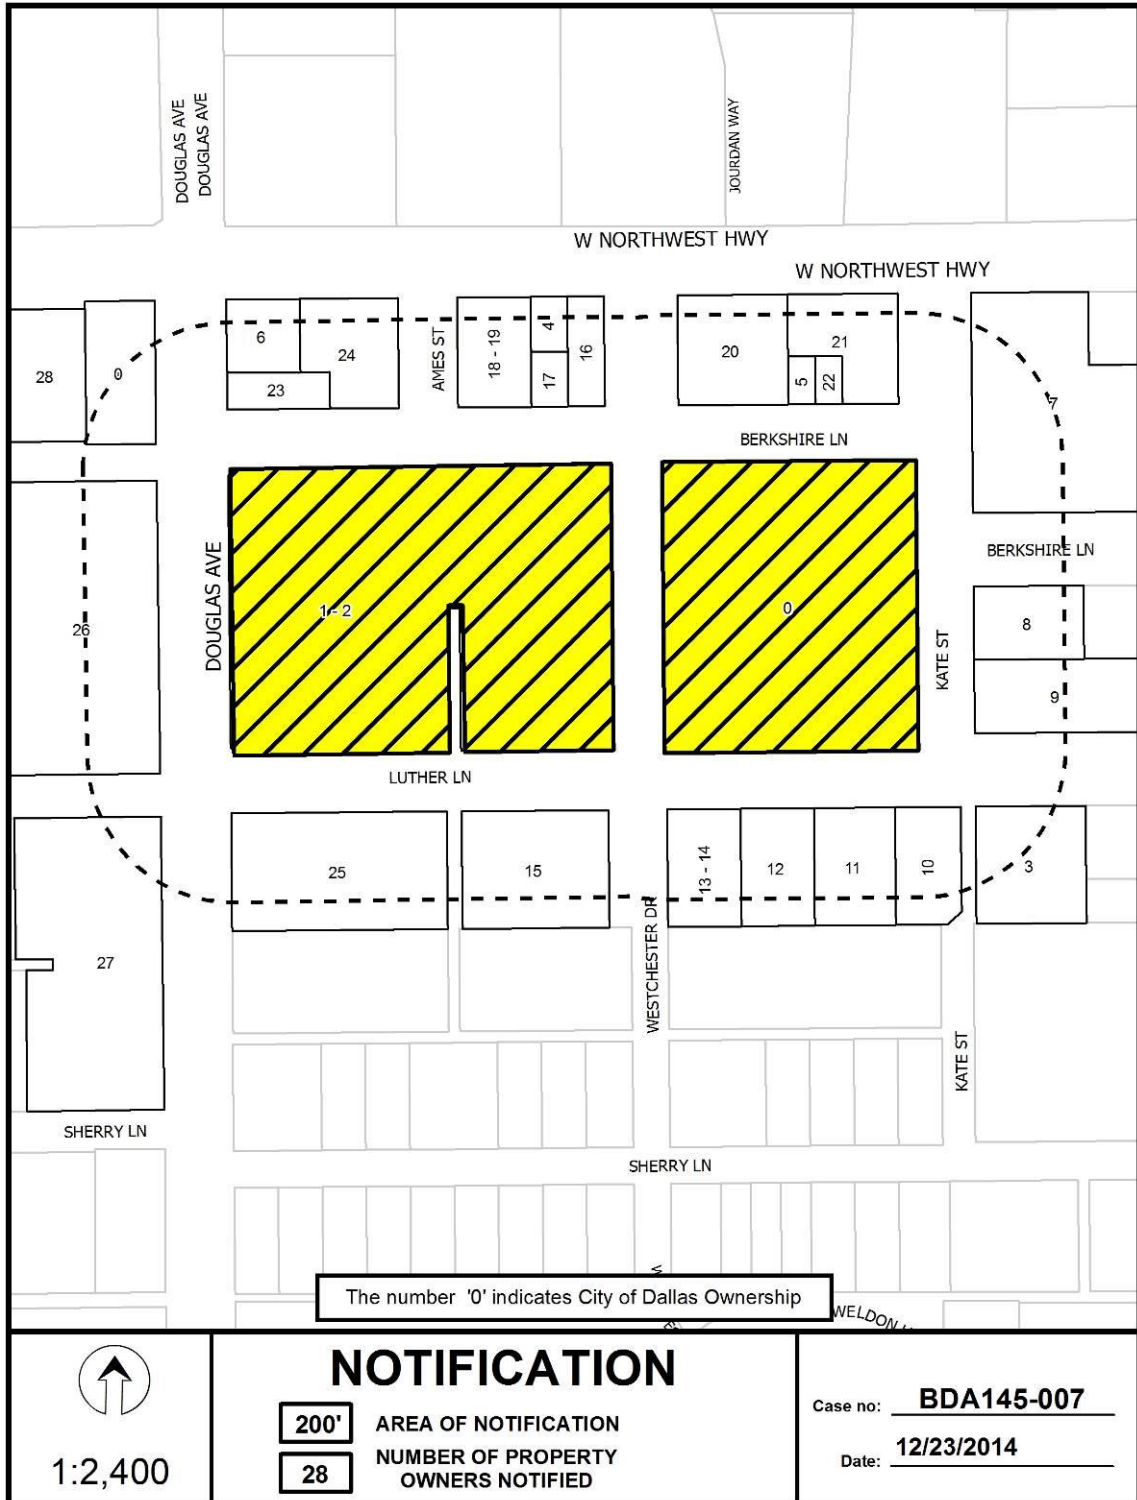 DOUGLAS AVE
DOUGLAS AVE
JOURDAN WAY
W NORTHWEST HWY
W NORTHWEST HWY
28
0
6
24
23
AMES ST
18 - 19
4
17
16
20
21
5
22
7
BERKSHIRE LN
BERKSHIRE LN
DOUGLAS AVE
26
1 - 2
0
KATE ST
8
9
LUTHER LN
25
15
13 - 14
12
11
10
3
27
WESTCHESTER DR
KATE ST
SHERRY LN
SHERRY LN
The number '0' indicates City of Dallas Ownership
1:2,400
NOTIFICATION
200' AREA OF NOTIFICATION
28 NUMBER OF PROPERTY
OWNERS NOTIFIED
Case no: BDA145-007
Date: 12/23/2014